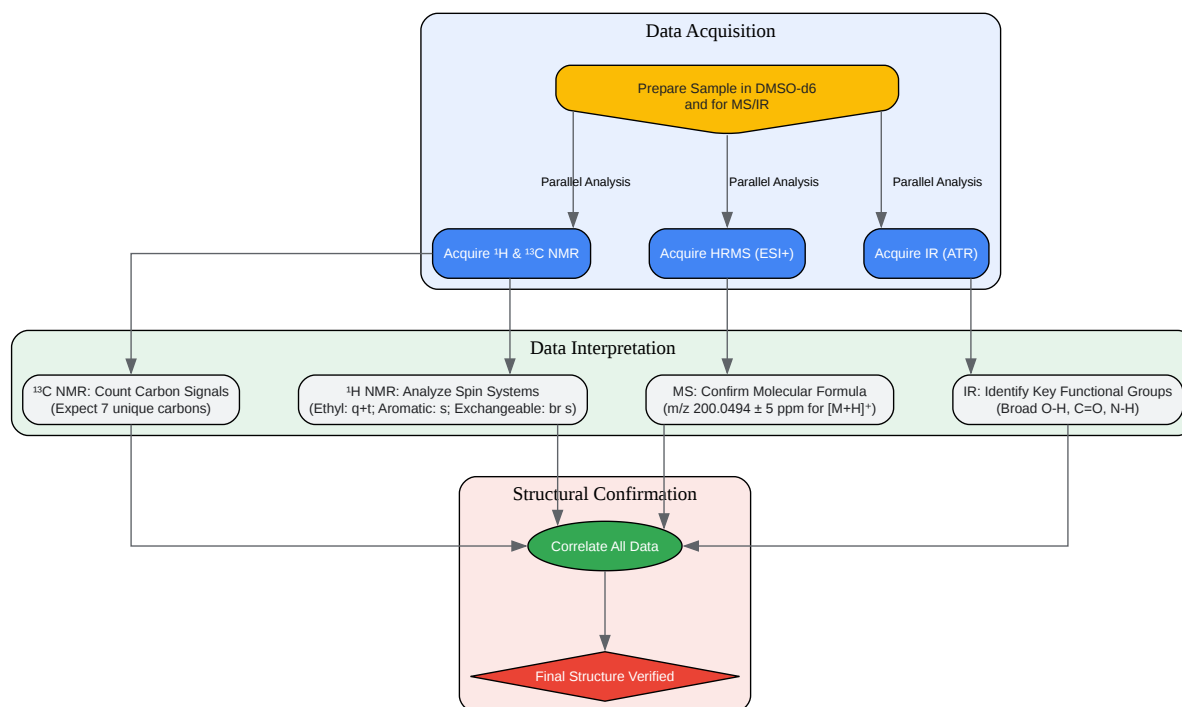 Data Acquisition
Prepare Sample in DMSO-d6
and for MS/IR
Parallel Analysis
Parallel Analysis
Parallel Analysis
Acquire ¹H & ¹³C NMR
Acquire HRMS (ESI+)
Acquire IR (ATR)
Data Interpretation
¹³C NMR: Count Carbon Signals
(Expect 7 unique carbons)
¹H NMR: Analyze Spin Systems
(Ethyl: q+t; Aromatic: s; Exchangeable: br s)
MS: Confirm Molecular Formula
(m/z 200.0494 ± 5 ppm for [M+H]⁺)
IR: Identify Key Functional Groups
(Broad O-H, C=O, N-H)
Structural Confirmation
Correlate All Data
Final Structure Verified